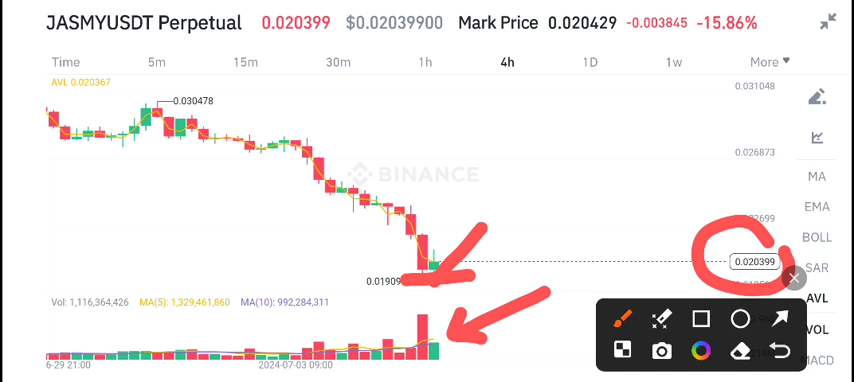 JASMYUSDT Perpetual 0.020399 $0.02039900 Mark Price 0.020429 -0.003845 -15.86%
Time 5m 15m 30m 1h 4h 1D 1w More
AVL 0.020367
0.031048
0.030478
0.026873
BINANCE
MA
EMA
BOLL
0.020399
SAR
0.01909
AVL
Vol: 1,116,364,426 MA(5): 1,329,461,860 MA(10): 992,284,311
VOL
MACD
6-29 21:00 2024-07-03 09:00